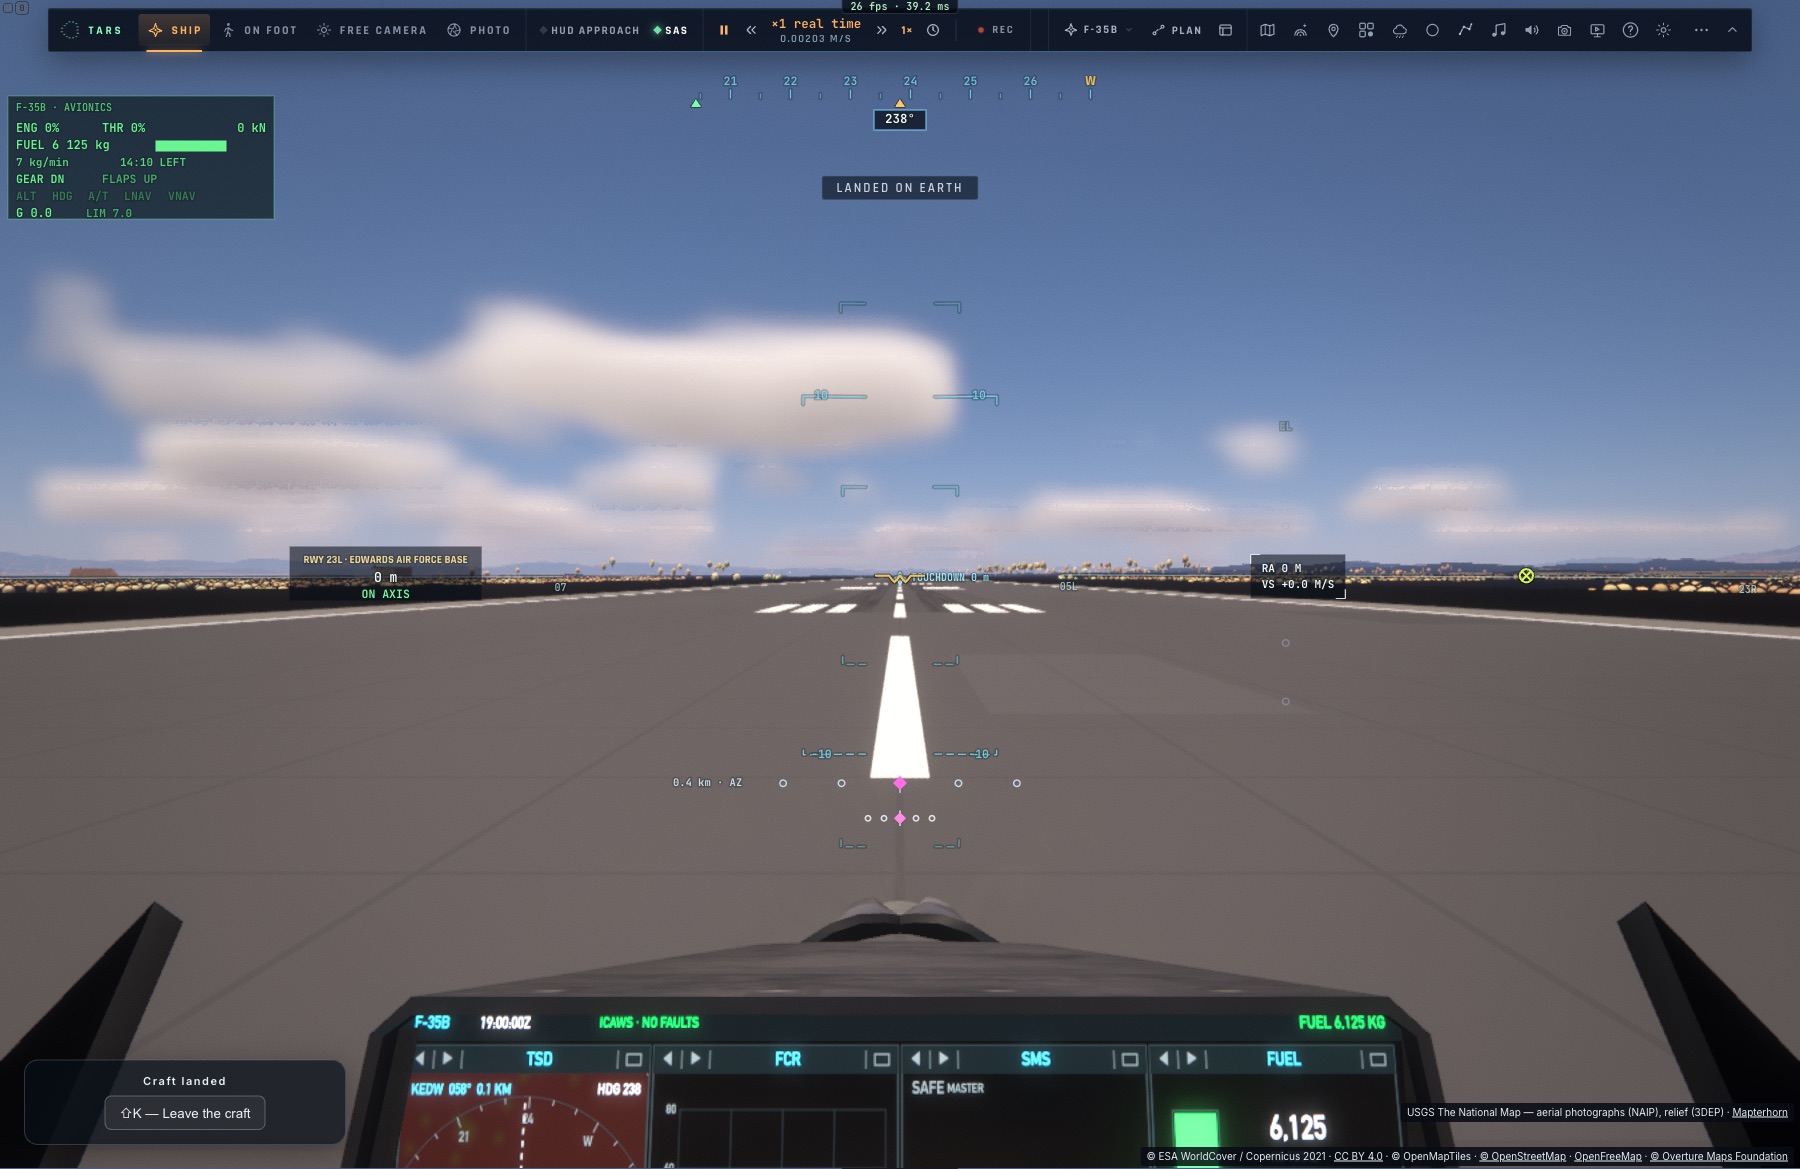 26 fps · 39.2 ms
TARS SHIP ON FOOT FREE CAMERA PHOTO HUD APPROACH SAS ×1 real time 1× REC F-35B PLAN
0.00203 M/S
21 22 23 24 25 26 W
238°
F-35B · AVIONICS
ENG 0% THR 0% 0 kN
FUEL 6 125 kg
7 kg/min 14:10 LEFT
GEAR DN FLAPS UP
ALT HDG A/T LNAV VNAV
G 0.0 LIM 7.0
LANDED ON EARTH
10 10
EL
RWY 23L · EDWARDS AIR FORCE BASE
0 m
ON AXIS
TOUCHDOWN 0 m
07 05L 23R
RA 0 M
VS +0.0 M/S
-10 -10
0.4 km · AZ
F-35B 19:00:00Z ICAWS · NO FAULTS FUEL 6,125 KG
TSD FCR SMS FUEL
KEDW 058° 0.1 KM HDG 238
SAFE MASTER
21 24 W
80
6,125
40
Craft landed
⇧K — Leave the craft
USGS The National Map — aerial photographs (NAIP), relief (3DEP) · Mapterhorn
© ESA WorldCover / Copernicus 2021 · CC BY 4.0 · © OpenMapTiles · © OpenStreetMap · OpenFreeMap · © Overture Maps Foundation